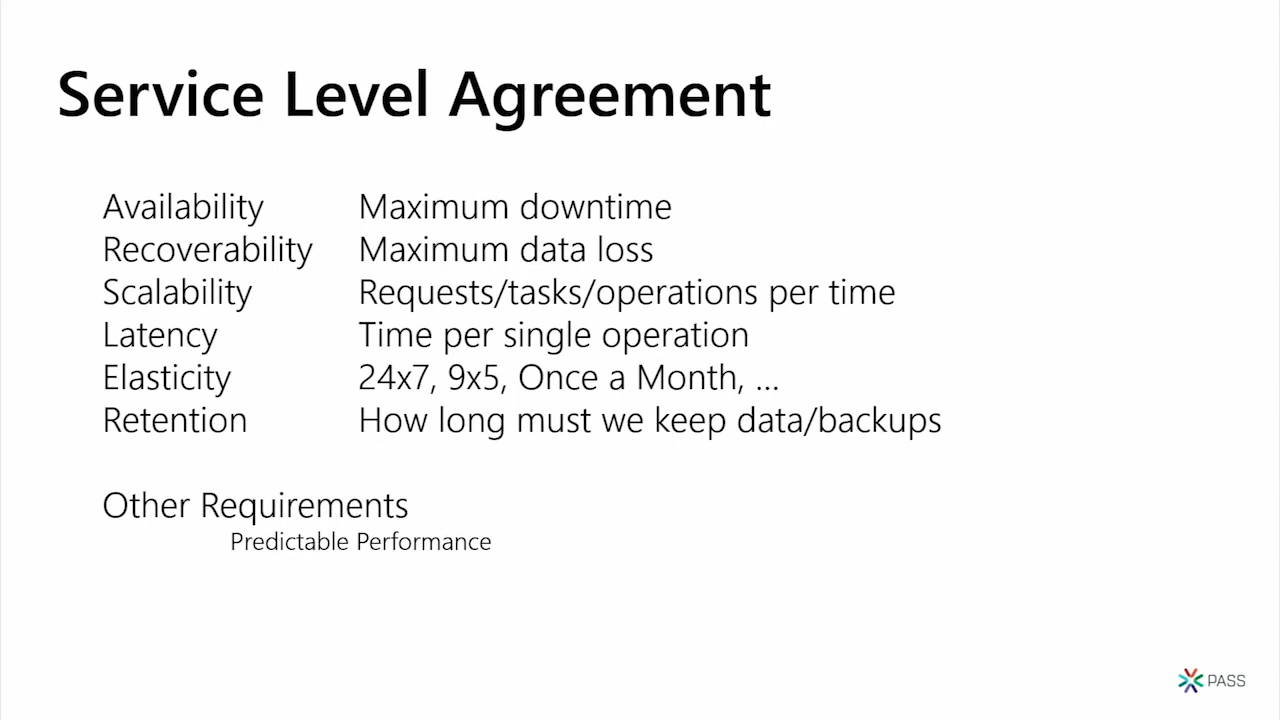 Service Level Agreement
Availability Maximum downtime
Recoverability Maximum data loss
Scalability Requests/tasks/operations per time
Latency Time per single operation
Elasticity 24x7, 9x5, Once a Month, ...
Retention How long must we keep data/backups
Other Requirements
Predictable Performance
PASS